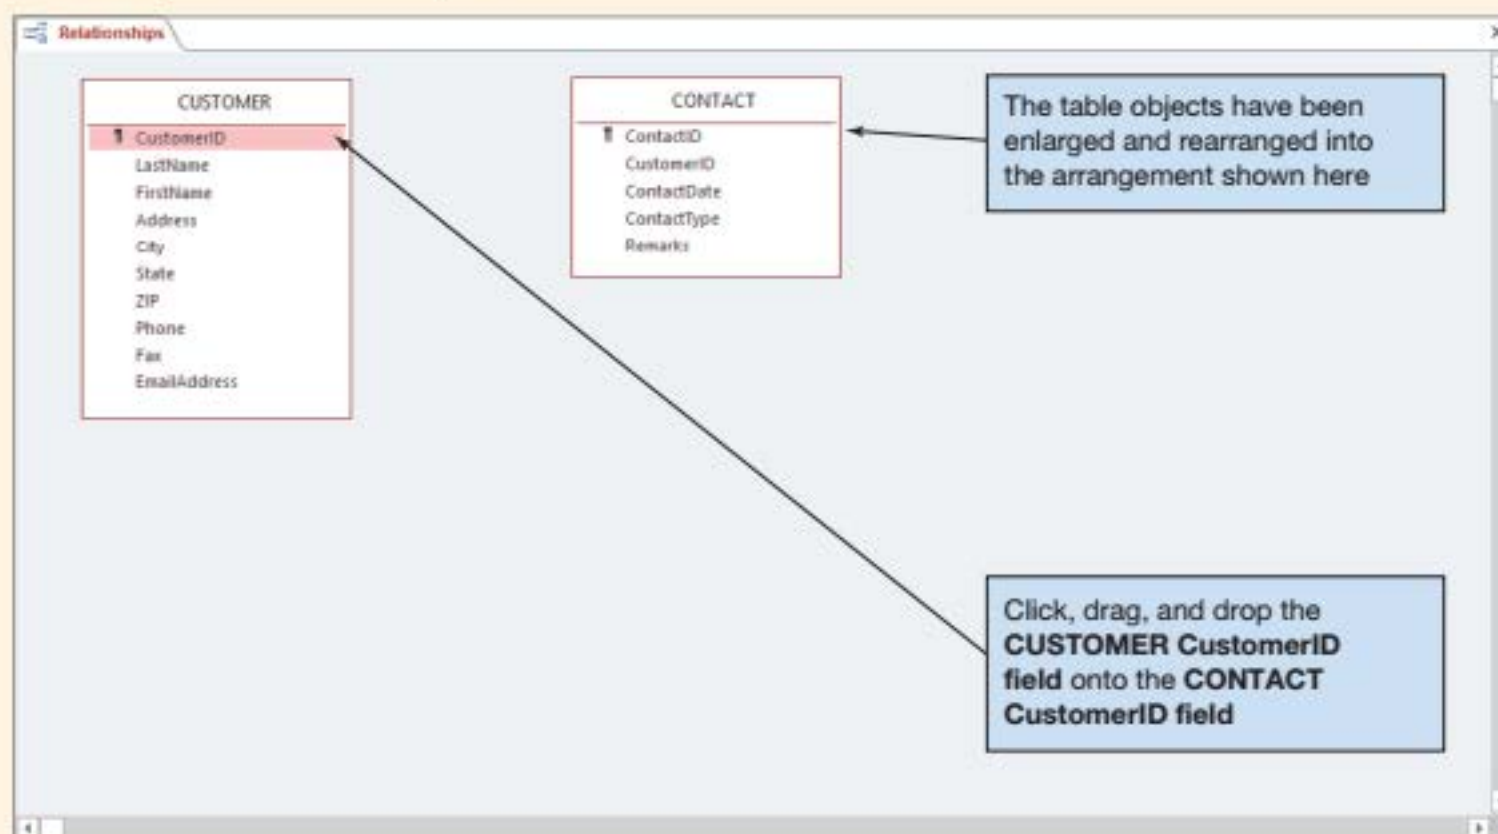 Relationships
CUSTOMER
CustomerID
LastName
FirstName
Address
City
State
ZIP
Phone
Fax
EmailAddress
CONTACT
ContactID
CustomerID
ContactDate
ContactType
Remarks
The table objects have been
enlarged and rearranged into
the arrangement shown here
Click, drag, and drop the
CUSTOMER CustomerID
field onto the CONTACT
CustomerID field